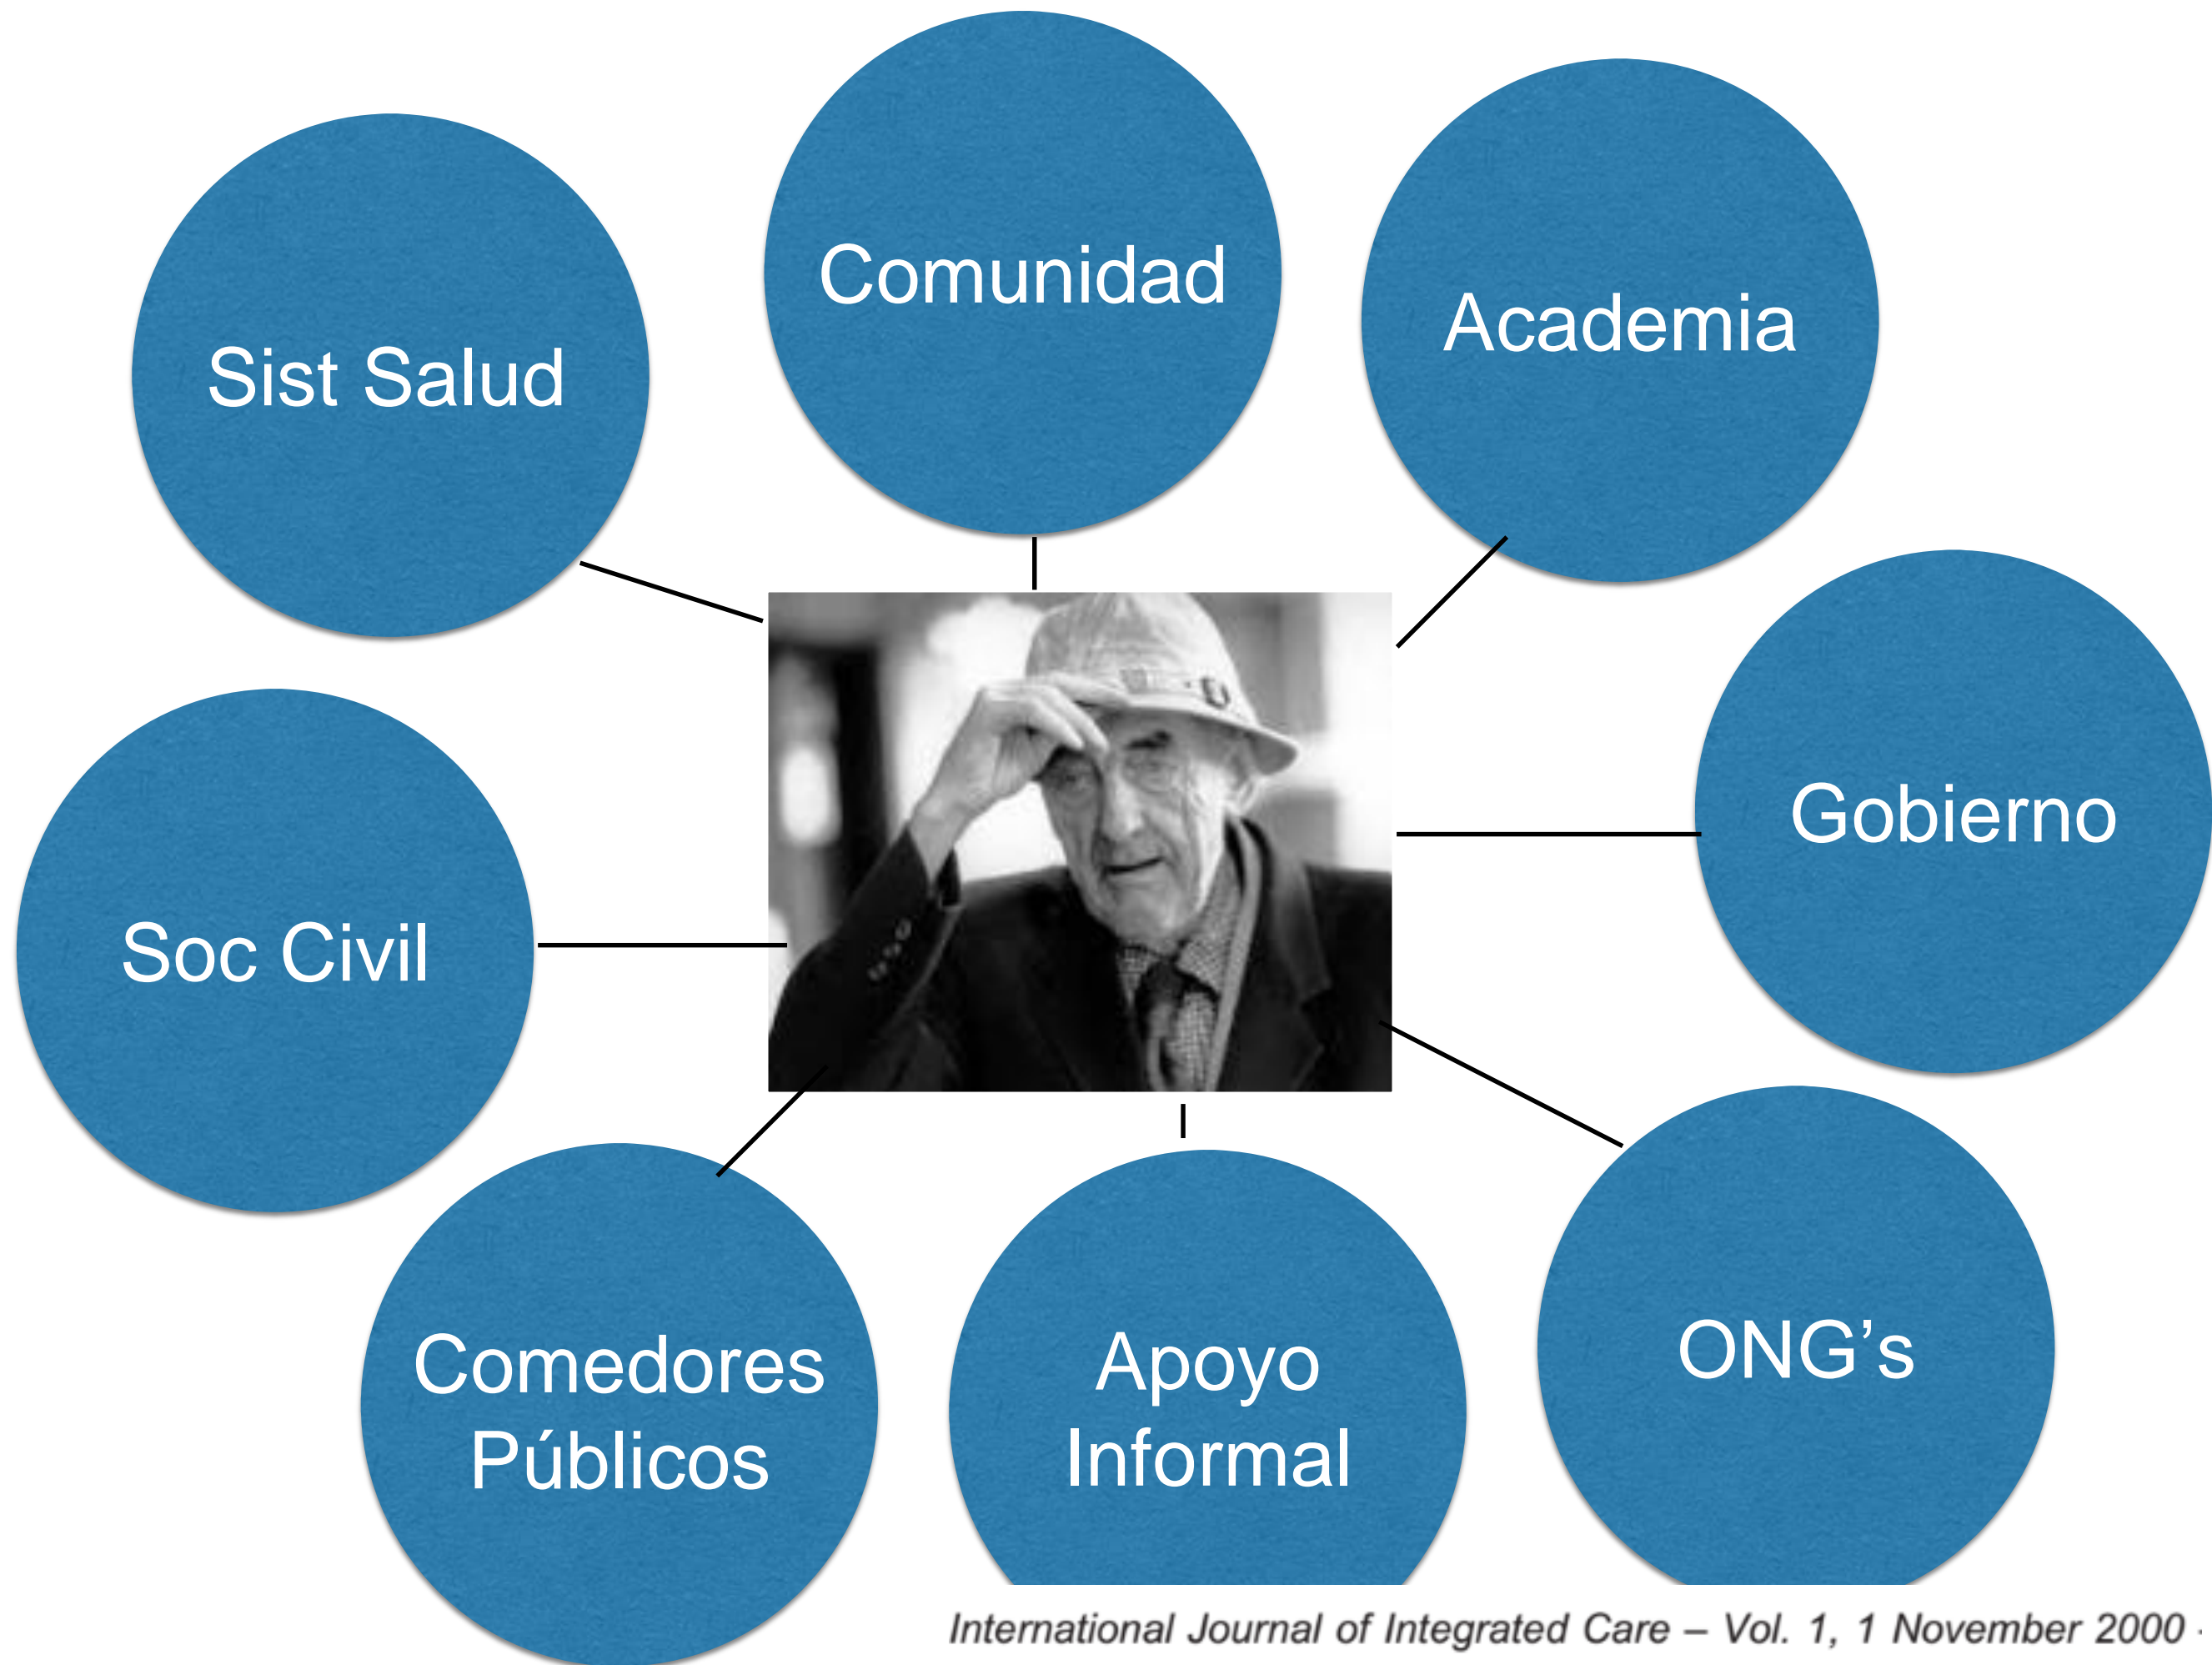 Comunidad
Academia
Sist Salud
Gobierno
Soc Civil
Comedores
Públicos
Apoyo
Informal
ONG’s
International Journal of Integrated Care – Vol. 1, 1 November 2000 -